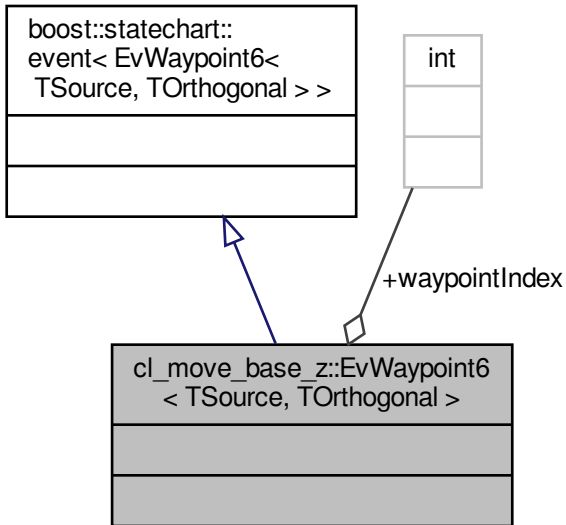 boost::statechart::
event< EvWaypoint6<
TSource, TOrthogonal > >
int
+waypointIndex
cl_move_base_z::EvWaypoint6
< TSource, TOrthogonal >